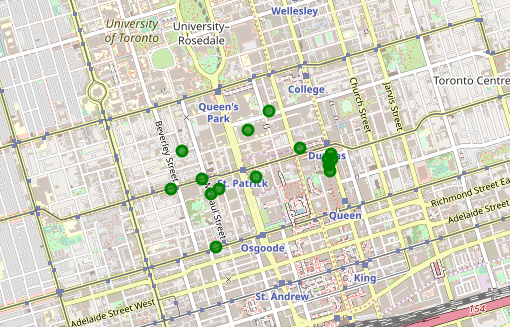 Wellesley
University
of Toronto
University–
Rosedale
Toronto Centre
College
Queen's
Park
Church Street
Jarvis Street
Beverley Street
St. Patrick
Queen
Richmond Street Ea
Adelaide Street
Osgoode
King
St. Andrew
Adelaide Street West
154